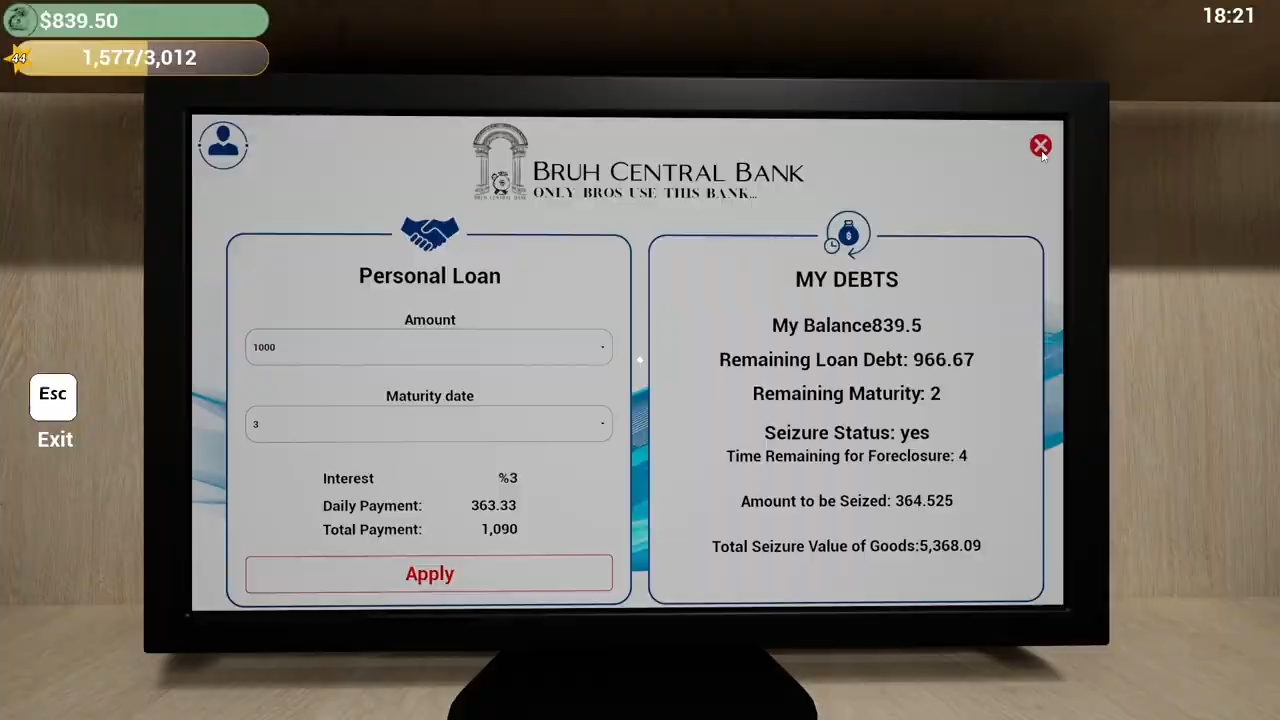 $839.50
44
1,577/3,012
18:21
BRUH CENTRAL BANK
ONLY BROS USE THIS BANK...
BRUH CENTRAL BANK
Personal Loan
Amount
1000
Maturity date
3
Interest %3
Daily Payment: 363.33
Total Payment: 1,090
Apply
MY DEBTS
My Balance839.5
Remaining Loan Debt: 966.67
Remaining Maturity: 2
Seizure Status: yes
Time Remaining for Foreclosure: 4
Amount to be Seized: 364.525
Total Seizure Value of Goods:5,368.09
Esc
Exit